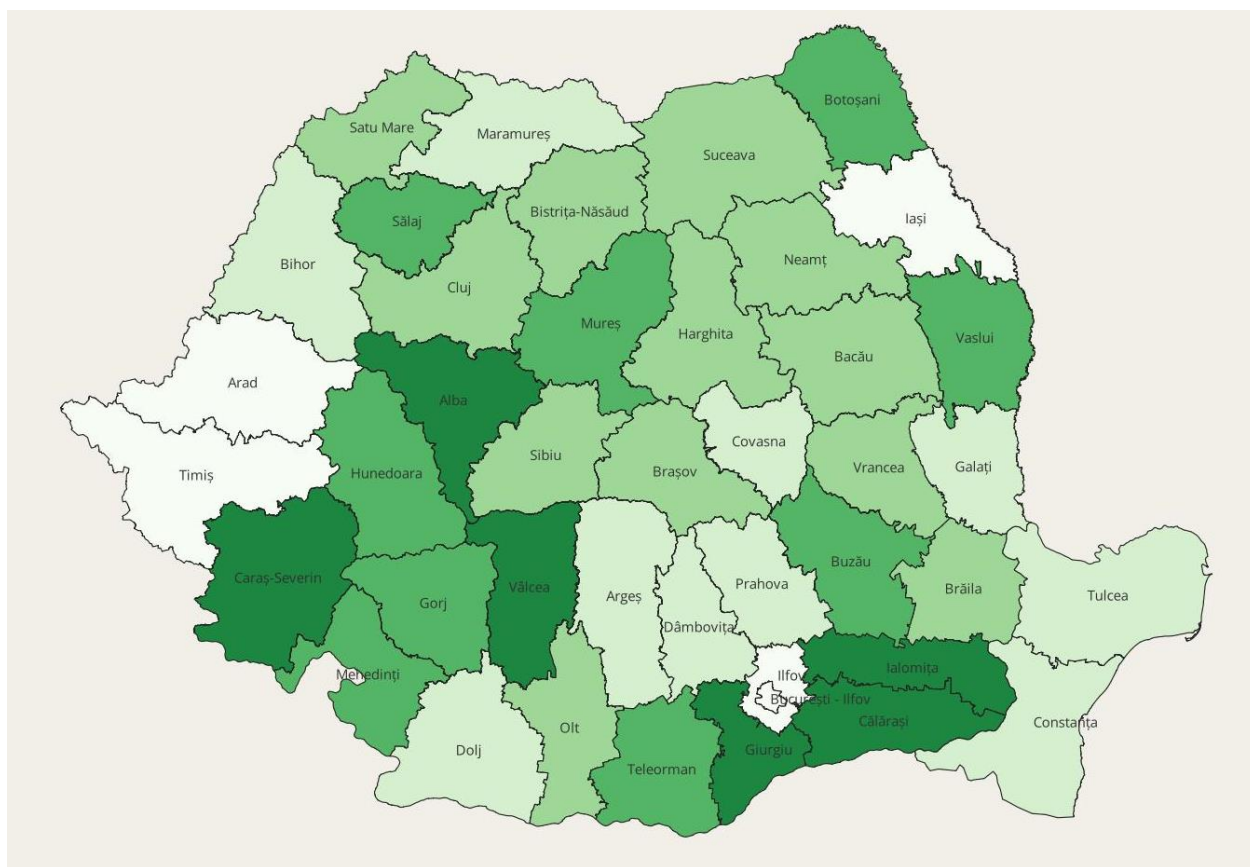 Botoșani
Satu Mare
Maramureș
Suceava
Bistrița-Năsăud
Sălaj
Iași
Neamț
Bihor
Cluj
Mureș
Harghita
Vaslui
Bacău
Arad
Alba
Covasna
Sibiu
Brașov
Vrancea
Galați
Timiș
Hunedoara
Buzău
Caraș-Severin
Vâlcea
Prahova
Brăila
Tulcea
Gorj
Argeș
Dâmbovița
Ialomița
Menedinți
Ilfov
București - Ilfov
Călărași
Constanța
Olt
Dolj
Giurgiu
Teleorman